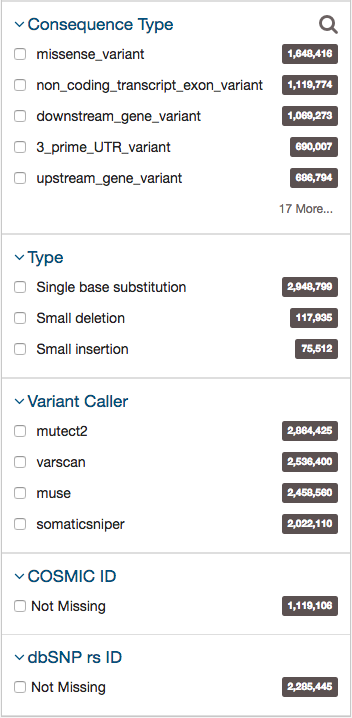 Consequence Type
missense_variant 1,648,416
non_coding_transcript_exon_variant 1,119,774
downstream_gene_variant 1,069,273
3_prime_UTR_variant 690,007
upstream_gene_variant 686,794
17 More...
Type
Single base substitution 2,948,799
Small deletion 117,935
Small insertion 75,512
Variant Caller
mutect2 2,864,425
varscan 2,536,400
muse 2,458,560
somaticsniper 2,022,110
COSMIC ID
Not Missing 1,119,106
dbSNP rs ID
Not Missing 2,285,445